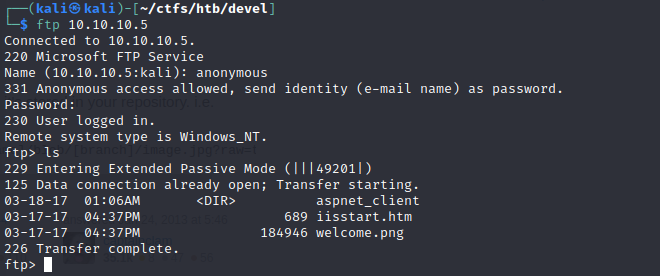 ┌──(kali㉿kali)-[~/ctfs/htb/devel]
└─$ ftp 10.10.10.5
Connected to 10.10.10.5.
220 Microsoft FTP Service
Name (10.10.10.5:kali): anonymous
331 Anonymous access allowed, send identity (e-mail name) as password.
Password:
230 User logged in.
Remote system type is Windows_NT.
ftp> ls
229 Entering Extended Passive Mode (|||49201|)
125 Data connection already open; Transfer starting.
03-18-17  01:06AM       <DIR>          aspnet_client
03-17-17  04:37PM                  689 iisstart.htm
03-17-17  04:37PM               184946 welcome.png
226 Transfer complete.
ftp>